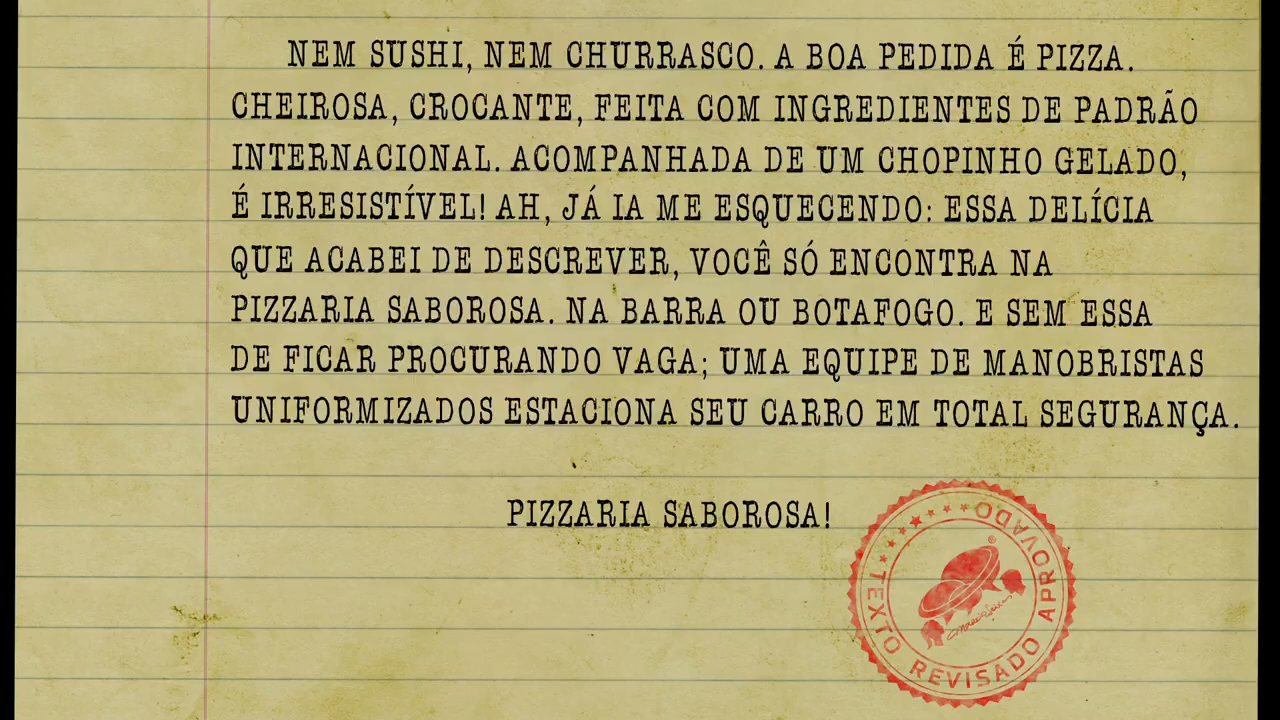 NEM SUSHI, NEM CHURRASCO. A BOA PEDIDA É PIZZA.
CHEIROSA, CROCANTE, FEITA COM INGREDIENTES DE PADRÃO
INTERNACIONAL. ACOMPANHADA DE UM CHOPINHO GELADO,
É IRRESISTÍVEL! AH, JÁ IA ME ESQUECENDO: ESSA DELÍCIA
QUE ACABEI DE DESCREVER, VOCÊ SÓ ENCONTRA NA
PIZZARIA SABOROSA. NA BARRA OU BOTAFOGO. E SEM ESSA
DE FICAR PROCURANDO VAGA; UMA EQUIPE DE MANOBRISTAS
UNIFORMIZADOS ESTACIONA SEU CARRO EM TOTAL SEGURANÇA.
PIZZARIA SABOROSA!
TEXTO REVISADO APROVADO